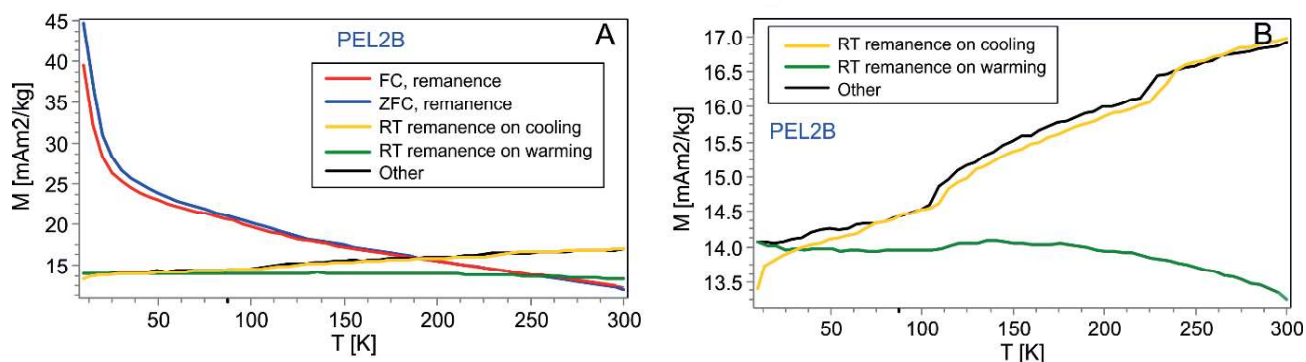 A
PEL2B
FC, remanence
ZFC, remanence
RT remanence on cooling
RT remanence on warming
Other
M [mAm2/kg]
45
40
35
30
25
20
15
50
100
150
200
250
300
T [K]
B
RT remanence on cooling
RT remanence on warming
Other
PEL2B
M [mAm2/kg]
17.0
16.5
16.0
15.5
15.0
14.5
14.0
13.5
50
100
150
200
250
300
T [K]